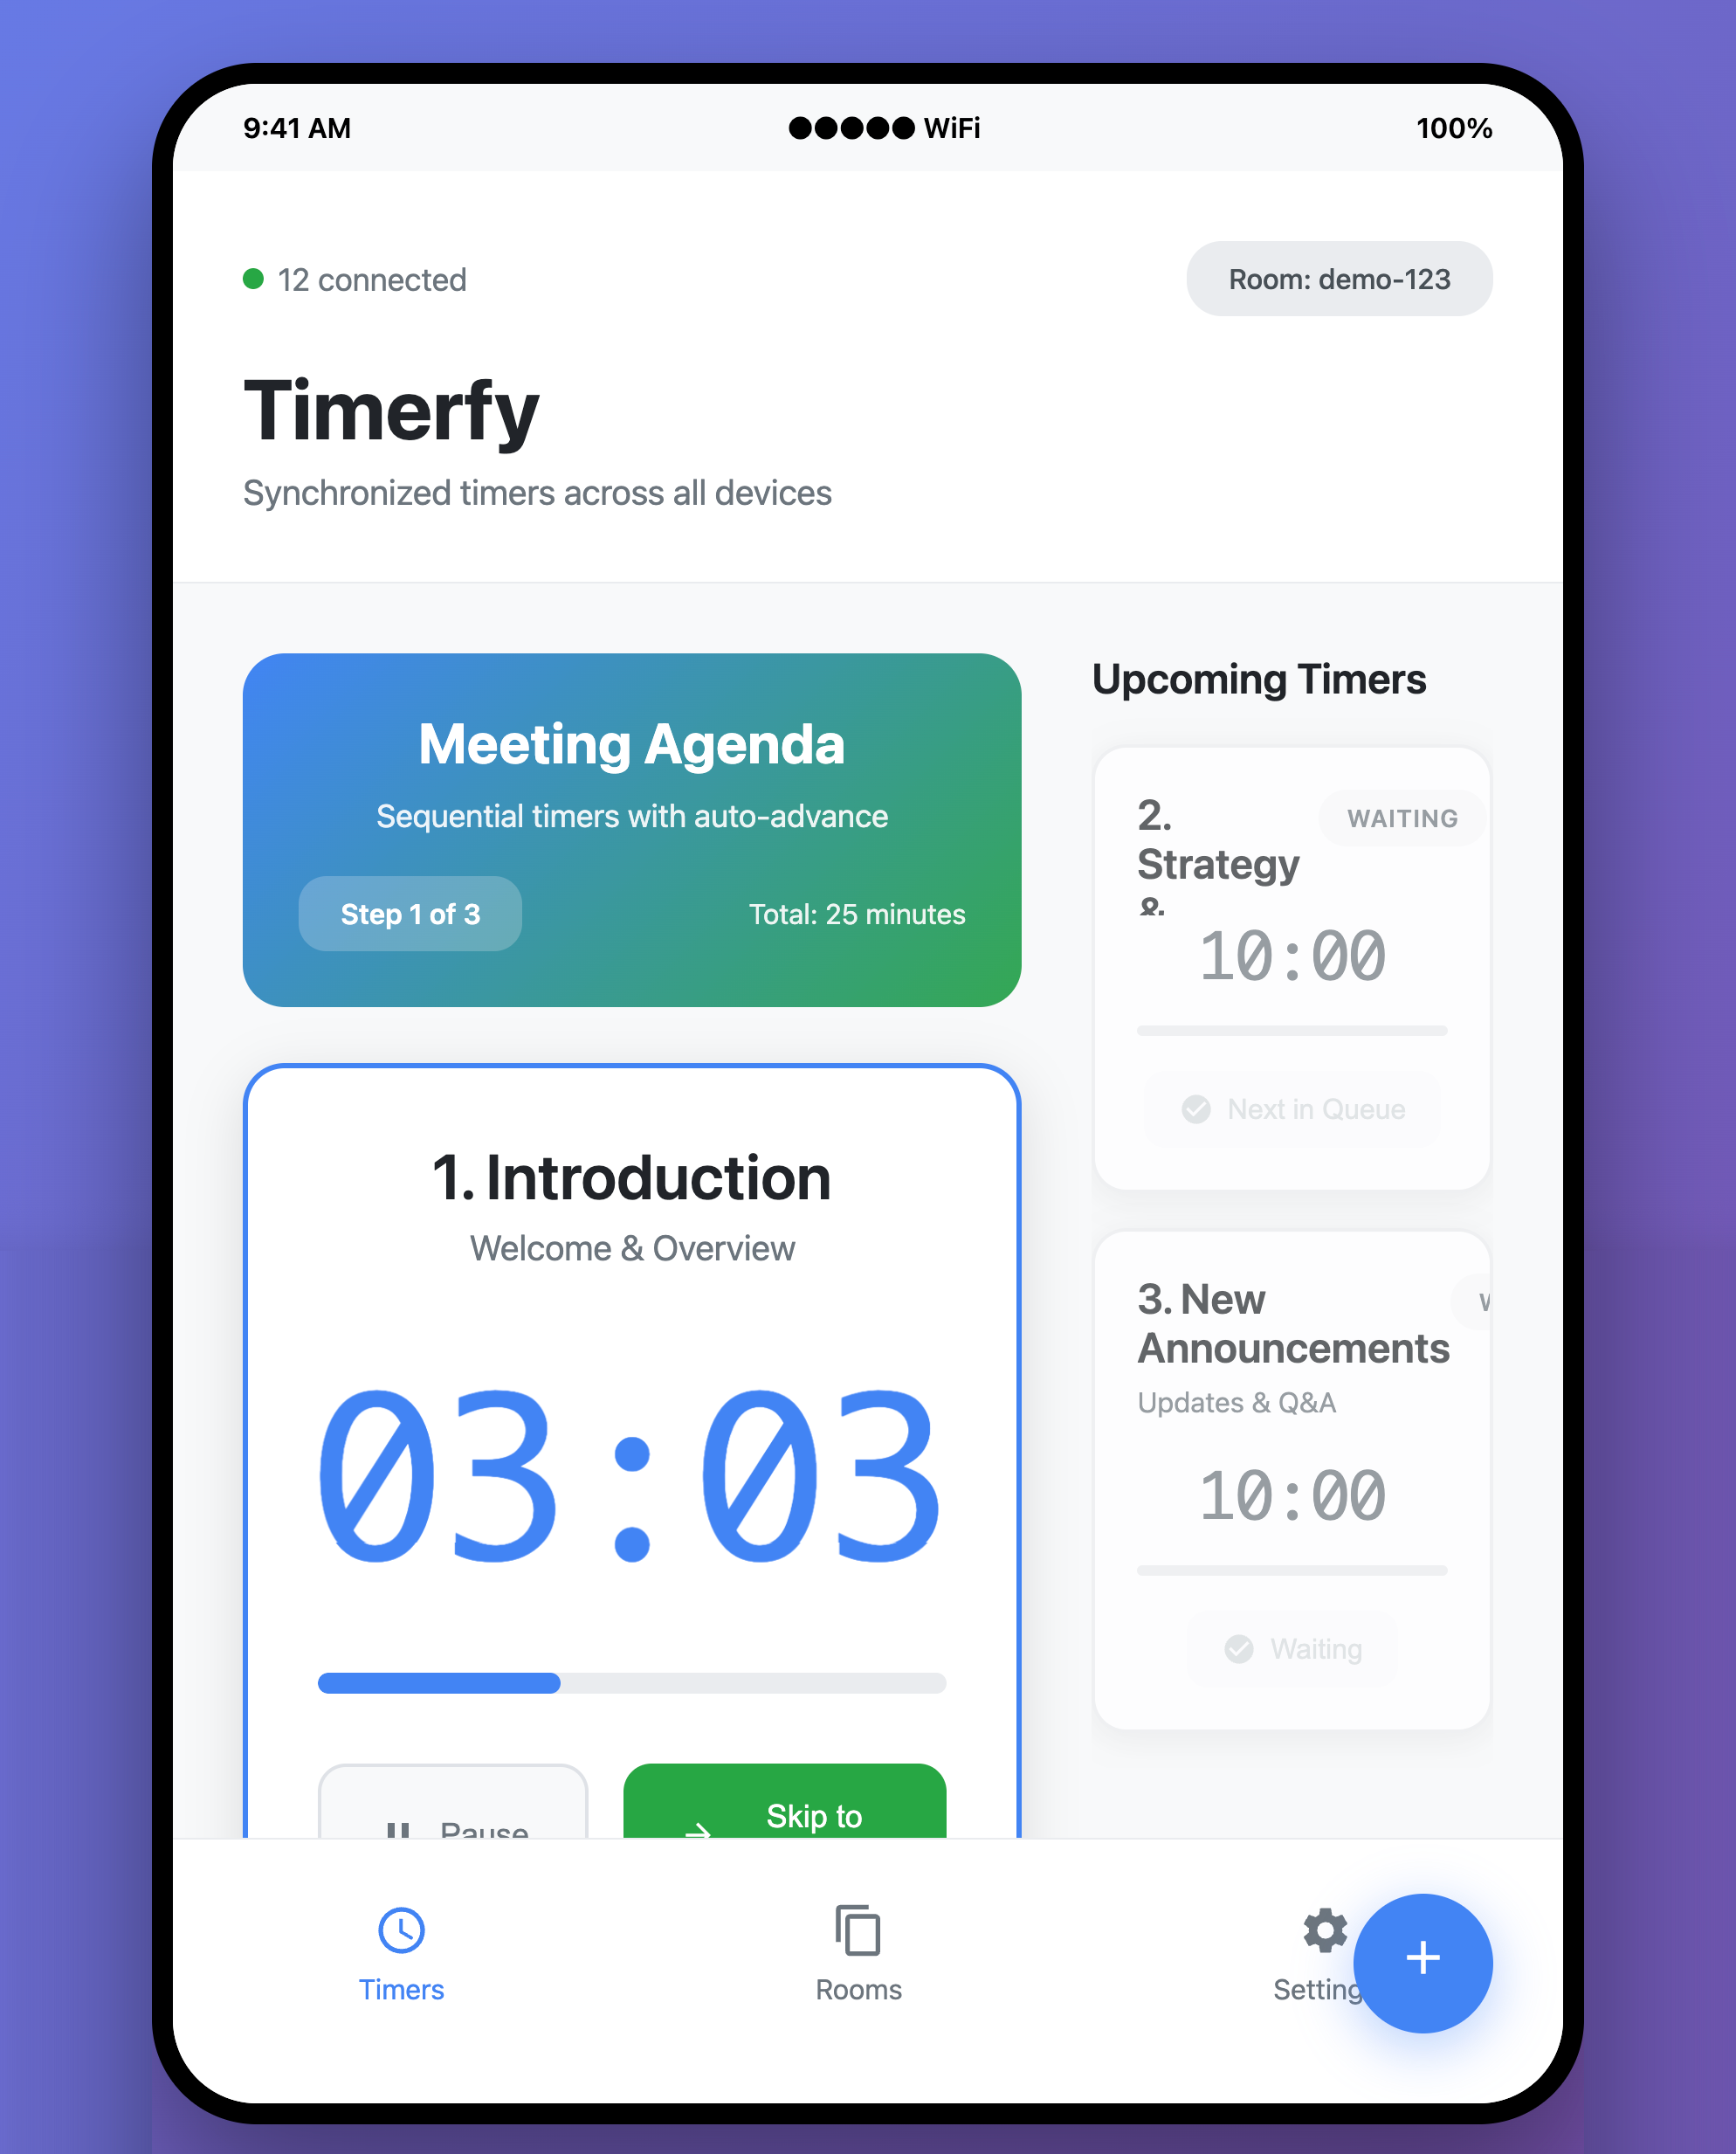 9:41 AM
●●●●● WiFi
100%
12 connected
Room: demo-123
Timerfy
Synchronized timers across all devices
Meeting Agenda
Sequential timers with auto-advance
Step 1 of 3
Total: 25 minutes
1. Introduction
Welcome & Overview
03:03
Pause
Skip to
Upcoming Timers
2.
Strategy
&
WAITING
10:00
Next in Queue
3. New
Announcements
Updates & Q&A
10:00
Waiting
Timers
Rooms
Setting
+